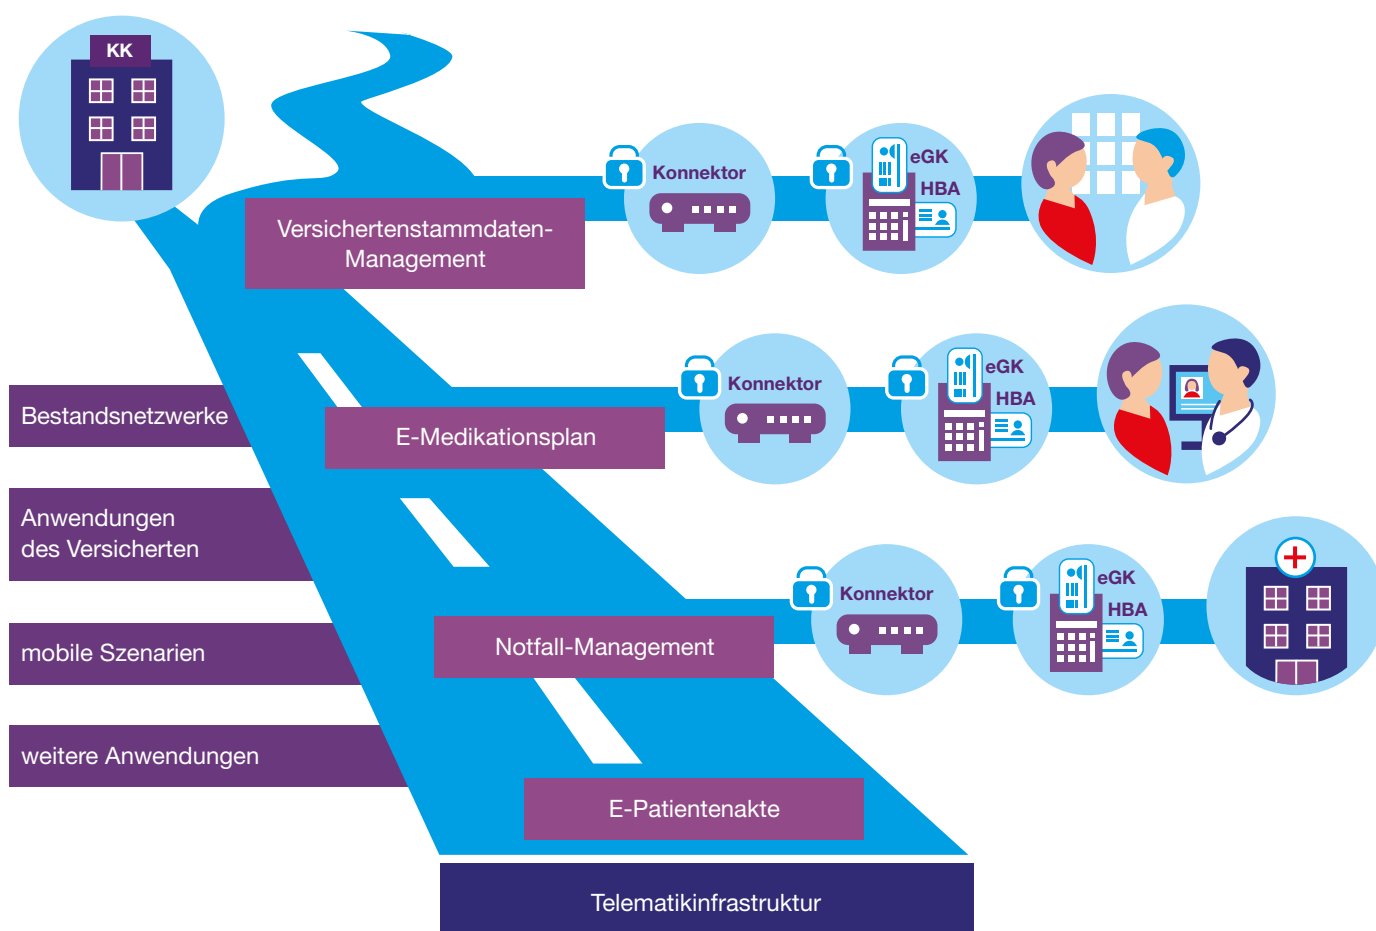 KK
Konnektor
eGK
HBA
Versichertenstammdaten-
Management
Konnektor
eGK
HBA
Bestandsnetzwerke
E-Medikationsplan
Anwendungen
des Versicherten
Konnektor
eGK
HBA
mobile Szenarien
Notfall-Management
weitere Anwendungen
E-Patientenakte
Telematikinfrastruktur